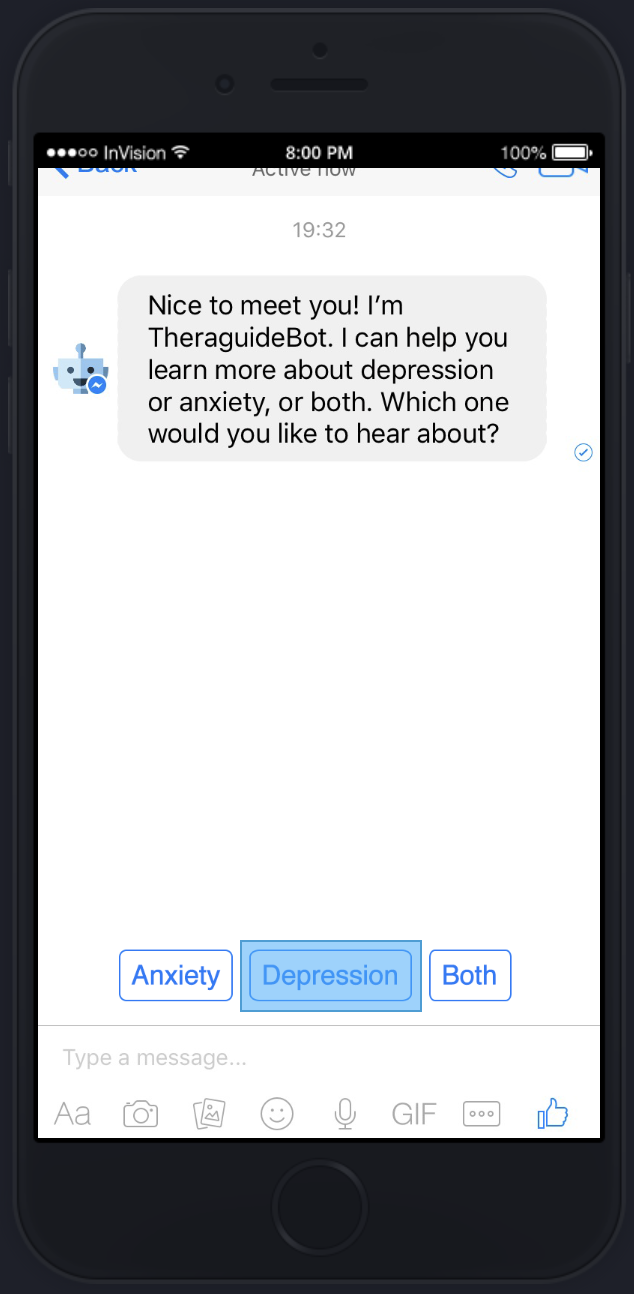 InVision 8:00 PM 100%
Back Active now
19:32
Nice to meet you! I’m
TheraguideBot. I can help you
learn more about depression
or anxiety, or both. Which one
would you like to hear about?
Anxiety Depression Both
Type a message...
Aa GIF